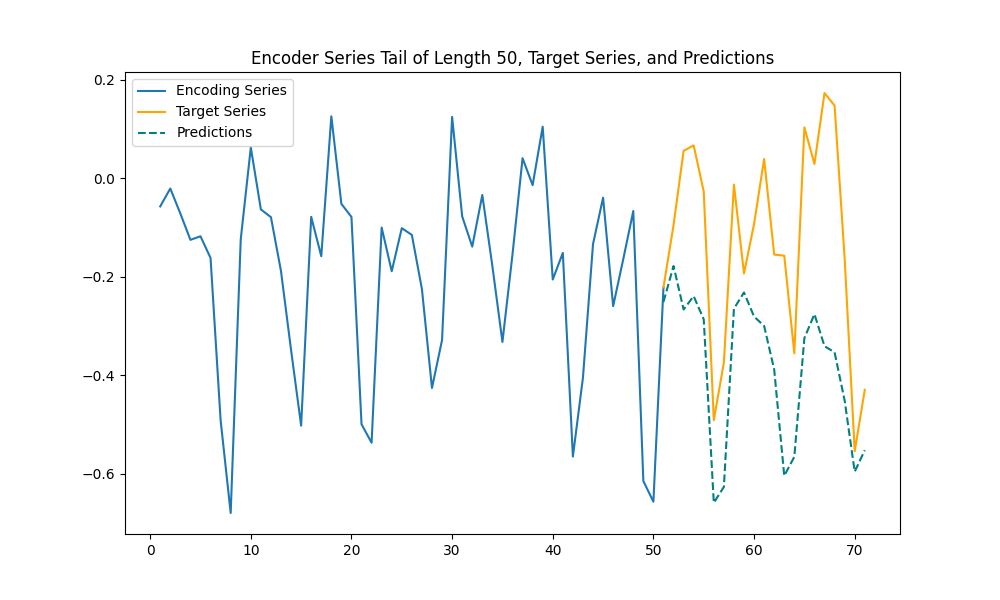 Encoder Series Tail of Length 50, Target Series, and Predictions
Encoding Series
Target Series
Predictions
0.2
0.0
−0.2
−0.4
−0.6
0 10 20 30 40 50 60 70